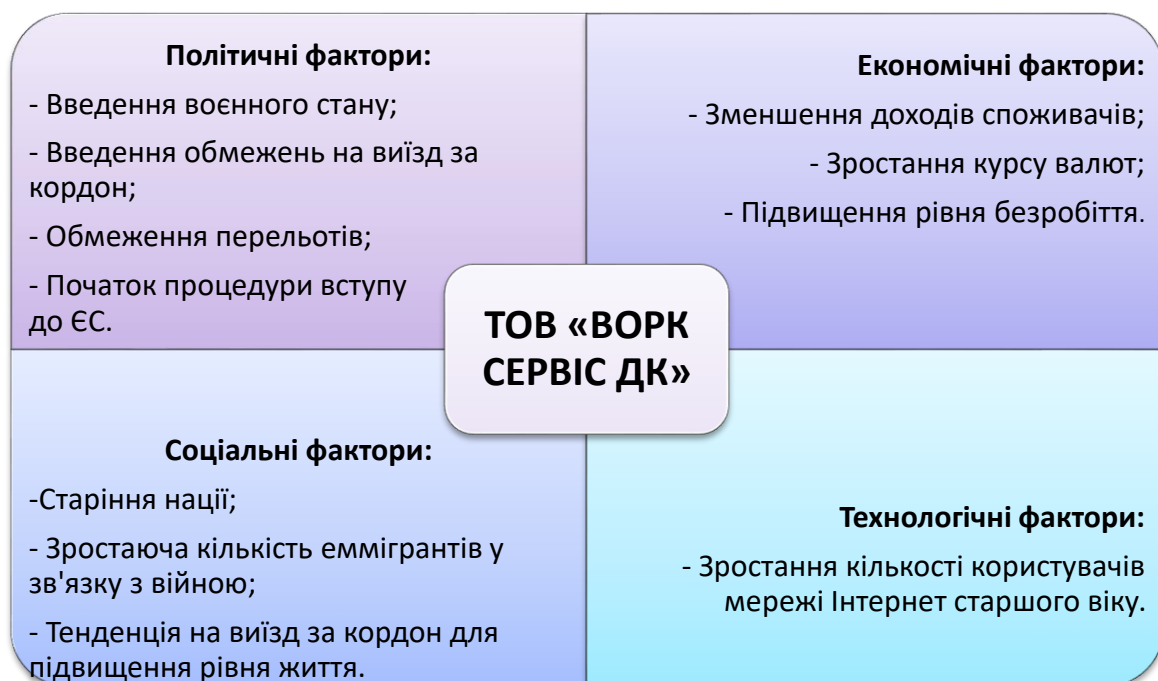 Політичні фактори:
- Введення воєнного стану;
- Введення обмежень на виїзд за
кордон;
- Обмеження перельотів;
- Початок процедури вступу
до ЄС.
Економічні фактори:
- Зменшення доходів споживачів;
- Зростання курсу валют;
- Підвищення рівня безробіття.
ТОВ «ВОРК
СЕРВІС ДК»
Соціальні фактори:
-Старіння нації;
- Зростаюча кількість еммігрантів у
зв'язку з війною;
- Тенденція на виїзд за кордон для
підвищення рівня життя.
Технологічні фактори:
- Зростання кількості користувачів
мережі Інтернет старшого віку.